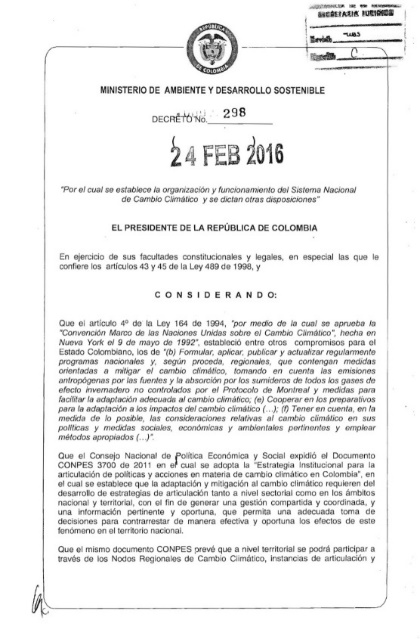 REPÚBLICA DE COLOMBIA
SECRETARIA JURIDICA
Revisó
C
MINISTERIO DE AMBIENTE Y DESARROLLO SOSTENIBLE
DECRETO No. 298
24 FEB 2016
"Por el cual se establece la organización y funcionamiento del Sistema Nacional
de Cambio Climático y se dictan otras disposiciones"
EL PRESIDENTE DE LA REPÚBLICA DE COLOMBIA
En ejercicio de sus facultades constitucionales y legales, en especial las que le
confiere los artículos 43 y 45 de la Ley 489 de 1998, y
C O N S I D E R A N D O:
Que el artículo 4º de la Ley 164 de 1994, "por medio de la cual se aprueba la
"Convención Marco de las Naciones Unidas sobre el Cambio Climático", hecha en
Nueva York el 9 de mayo de 1992", estableció entre otros compromisos para el
Estado Colombiano, los de "(b) Formular, aplicar, publicar y actualizar regularmente
programas nacionales y, según proceda, regionales, que contengan medidas
orientadas a mitigar el cambio climático, tomando en cuenta las emisiones
antropógenas por las fuentes y la absorción por los sumideros de todos los gases de
efecto invernadero no controlados por el Protocolo de Montreal y medidas para
facilitar la adaptación adecuada al cambio climático; (e) Cooperar en los preparativos
para la adaptación a los impactos del cambio climático (...); (f) Tener en cuenta, en la
medida de lo posible, las consideraciones relativas al cambio climático en sus
políticas y medidas sociales, económicas y ambientales pertinentes y emplear
métodos apropiados (...)".
Que el Consejo Nacional de Política Económica y Social expidió el Documento
CONPES 3700 de 2011 en el cual se adopta la "Estrategia Institucional para la
articulación de políticas y acciones en materia de cambio climático en Colombia", en
el cual se establece que la adaptación y mitigación al cambio climático requieren del
desarrollo de estrategias de articulación tanto a nivel sectorial como en los ámbitos
nacional y territorial, con el fin de generar una gestión compartida y coordinada, y
una información pertinente y oportuna, que permita una adecuada toma de
decisiones para contrarrestar de manera efectiva y oportuna los efectos de este
fenómeno en el territorio nacional.
Que el mismo documento CONPES prevé que a nivel territorial se podrá participar a
través de los Nodos Regionales de Cambio Climático, instancias de articulación y